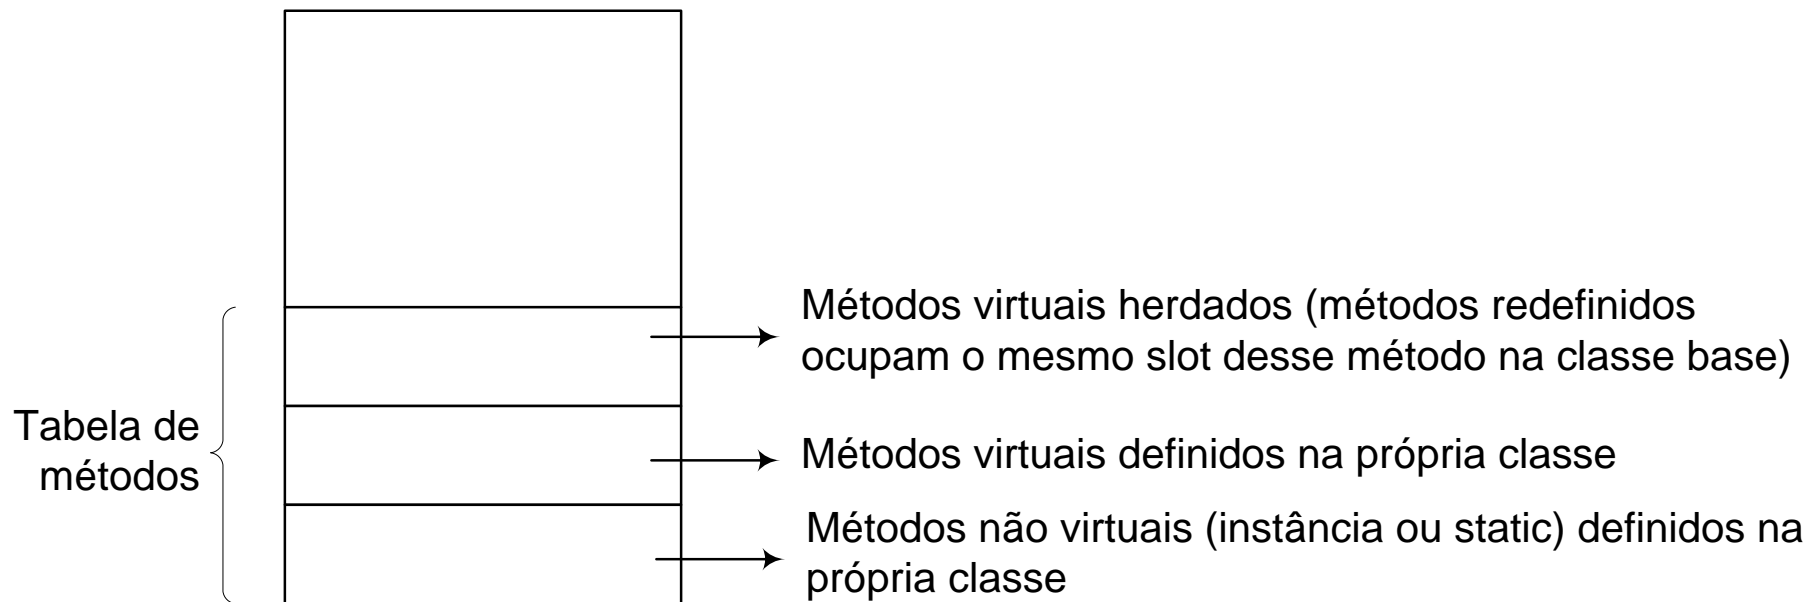 Métodos virtuais herdados (métodos redefinidos
ocupam o mesmo slot desse método na classe base)
Tabela de
métodos
Métodos virtuais definidos na própria classe
Métodos não virtuais (instância ou static) definidos na
própria classe